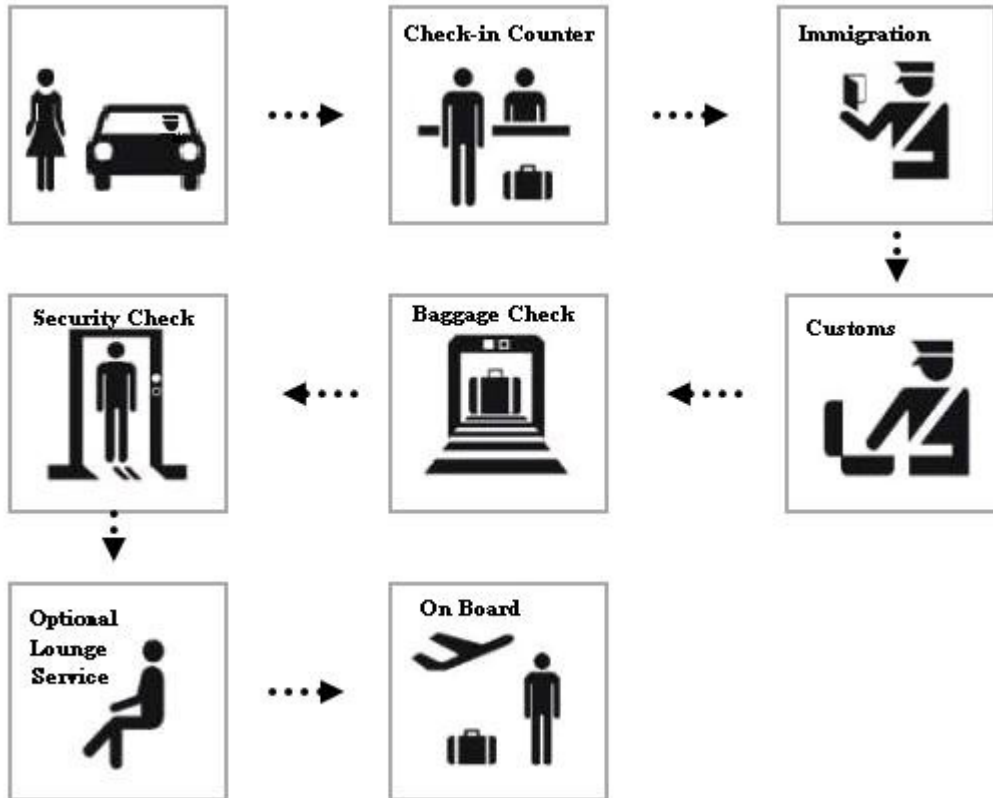 Check-in Counter
Immigration
Customs
Baggage Check
Security Check
Optional
Lounge
Service
On Board